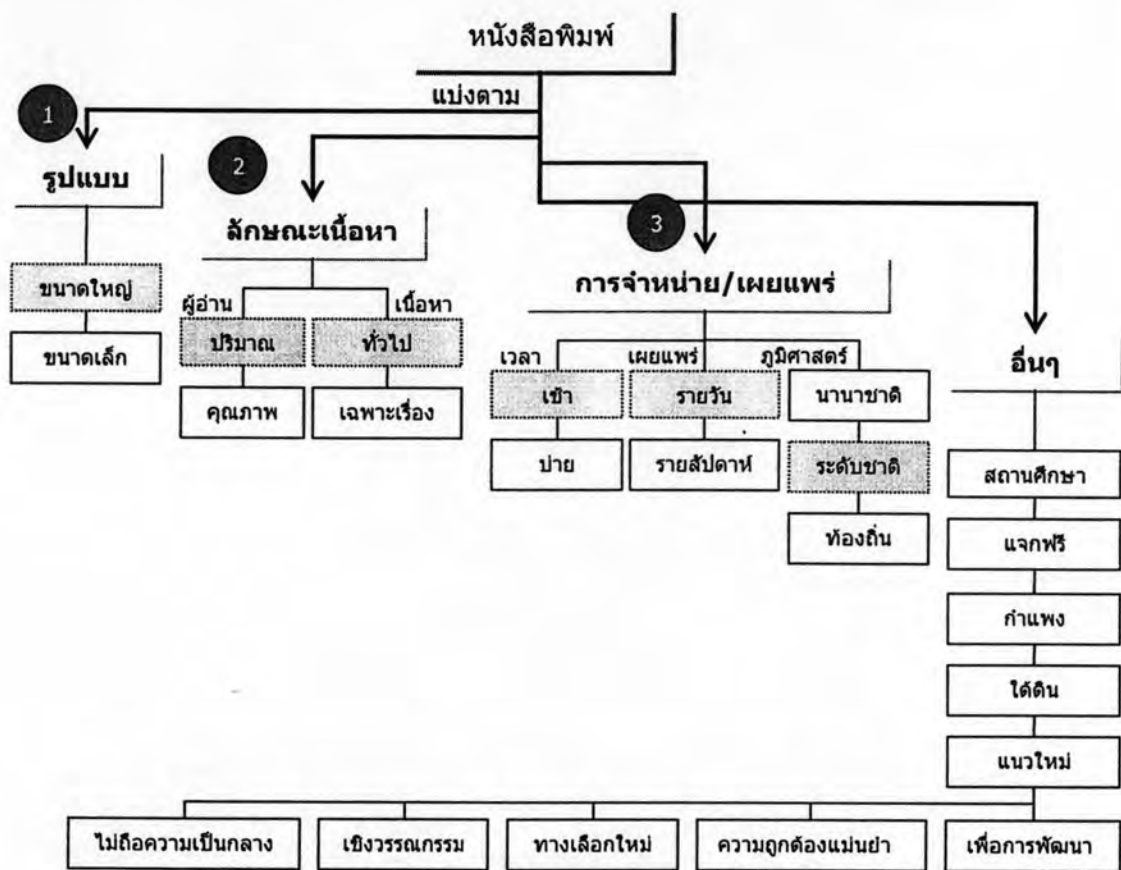 หนังสือพิมพ์
แบ่งตาม
1
รูปแบบ
ขนาดใหญ่
ขนาดเล็ก
2
ลักษณะเนื้อหา
ผู้อ่าน
เนื้อหา
ปริมาณ
ทั่วไป
คุณภาพ
เฉพาะเรื่อง
3
การจำหน่าย/เผยแพร่
เวลา
เผยแพร่
ภูมิศาสตร์
เช้า
รายวัน
นานาชาติ
บ่าย
รายสัปดาห์
ระดับชาติ
ท้องถิ่น
อื่นๆ
สถานศึกษา
แจกฟรี
กำแพง
ใต้ดิน
แนวใหม่
ไม่ถือความเป็นกลาง
เชิงวรรณกรรม
ทางเลือกใหม่
ความถูกต้องแม่นยำ
เพื่อการพัฒนา